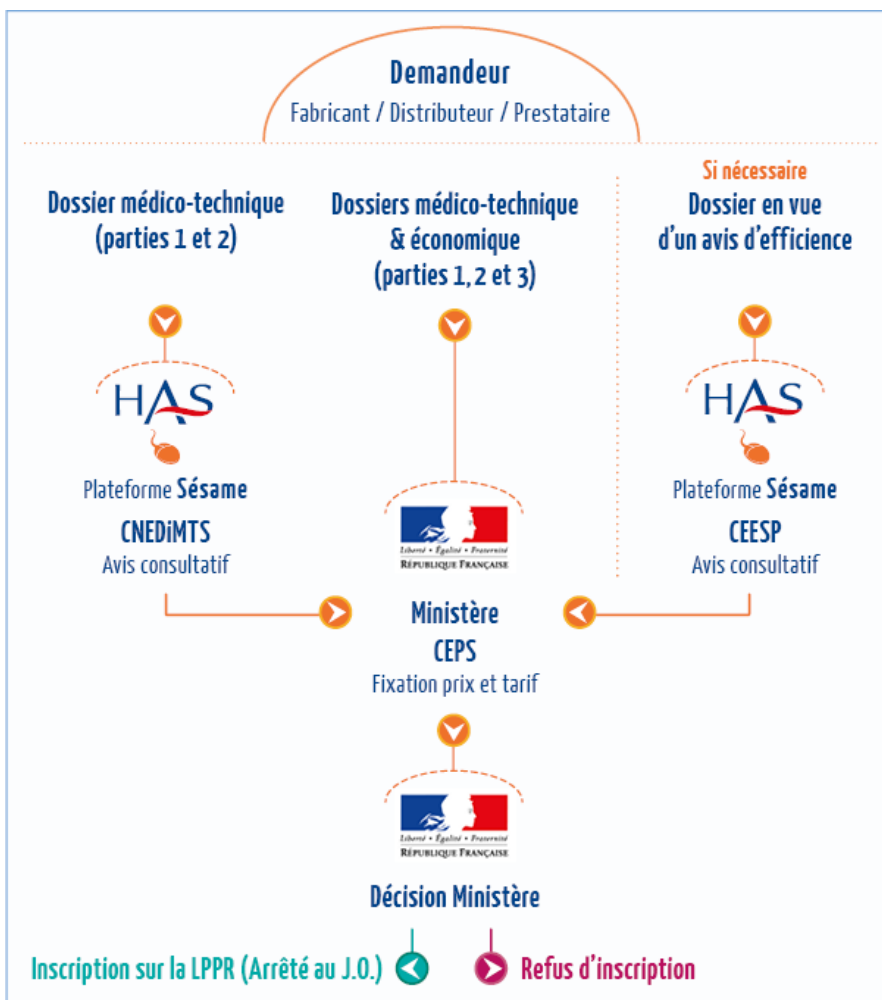 Demandeur
Fabricant / Distributeur / Prestataire
Dossier médico-technique
(parties 1 et 2)
Dossiers médico-technique
& économique
(parties 1, 2 et 3)
Si nécessaire
Dossier en vue
d'un avis d'efficience
HAS
Plateforme Sésame
CNEDiMTS
Avis consultatif
Liberté • Égalité • Fraternité
RÉPUBLIQUE FRANÇAISE
HAS
Plateforme Sésame
CEESP
Avis consultatif
Ministère
CEPS
Fixation prix et tarif
Liberté • Égalité • Fraternité
RÉPUBLIQUE FRANÇAISE
Décision Ministère
Inscription sur la LPPR (Arrêté au J.O.)
Refus d'inscription